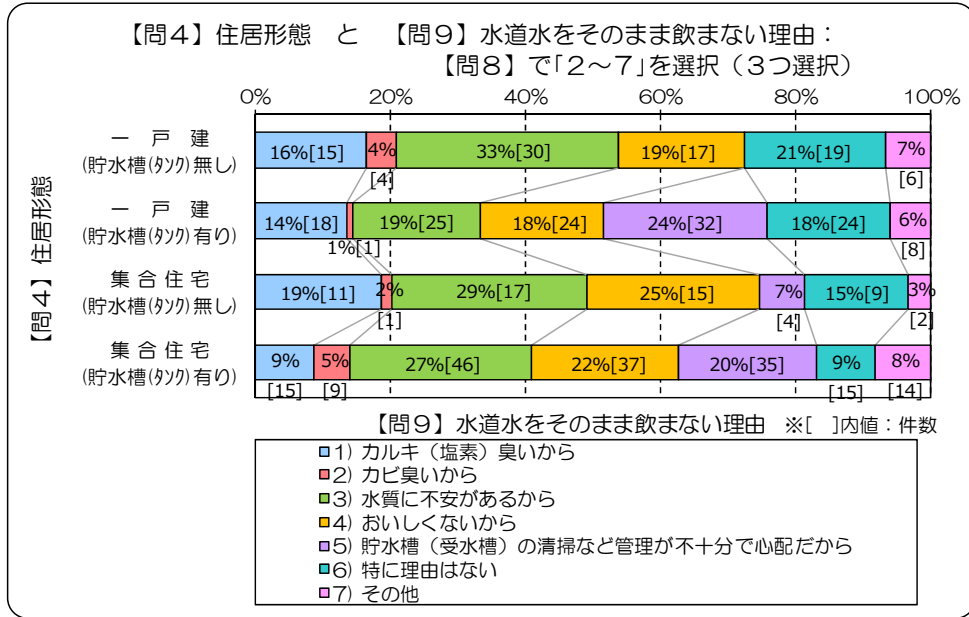 【問４】住居形態　と　【問９】水道水をそのまま飲まない理由：
【問８】で「２～７」を選択（３つ選択）
0% 20% 40% 60% 80% 100%
【問４】住居形態
一　戸　建
(貯水槽(ﾀﾝｸ)無し)
16%[15] 4% 33%[30] 19%[17] 21%[19] 7%
[4] [6]
一　戸　建
(貯水槽(ﾀﾝｸ)有り)
14%[18] 19%[25] 18%[24] 24%[32] 18%[24] 6%
1%[1] [8]
集 合 住 宅
(貯水槽(ﾀﾝｸ)無し)
19%[11] 2% 29%[17] 25%[15] 7% 15%[9] 3%
[1] [4] [2]
集 合 住 宅
(貯水槽(ﾀﾝｸ)有り)
9% 5% 27%[46] 22%[37] 20%[35] 9% 8%
[15] [9] [15] [14]
【問９】水道水をそのまま飲まない理由　※[　]内値：件数
1) カルキ（塩素）臭いから
2) カビ臭いから
3) 水質に不安があるから
4) おいしくないから
5) 貯水槽（受水槽）の清掃など管理が不十分で心配だから
6) 特に理由はない
7) その他